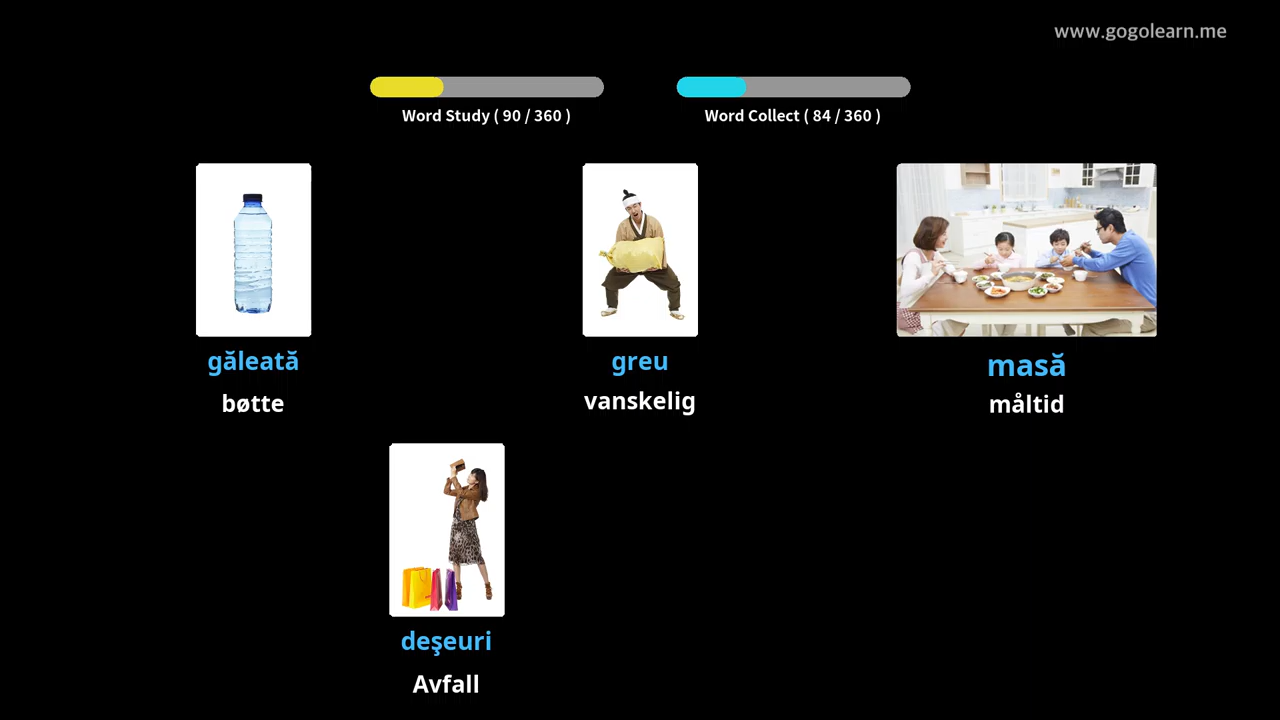 www.gogolearn.me
Word Study ( 90 / 360 )
Word Collect ( 84 / 360 )
găleată
bøtte
greu
vanskelig
masă
måltid
deşeuri
Avfall